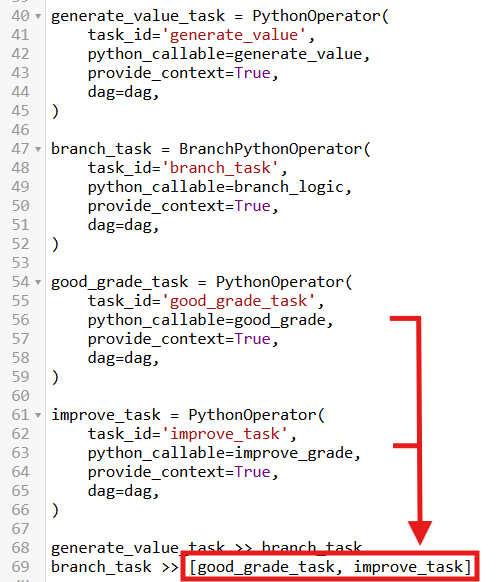 40 generate_value_task = PythonOperator(
41     task_id='generate_value',
42     python_callable=generate_value,
43     provide_context=True,
44     dag=dag,
45 )
46
47 branch_task = BranchPythonOperator(
48     task_id='branch_task',
49     python_callable=branch_logic,
50     provide_context=True,
51     dag=dag,
52 )
53
54 good_grade_task = PythonOperator(
55     task_id='good_grade_task',
56     python_callable=good_grade,
57     provide_context=True,
58     dag=dag,
59 )
60
61 improve_task = PythonOperator(
62     task_id='improve_task',
63     python_callable=improve_grade,
64     provide_context=True,
65     dag=dag,
66 )
67
68 generate_value_task >> branch_task
69 branch_task >> [good_grade_task, improve_task]